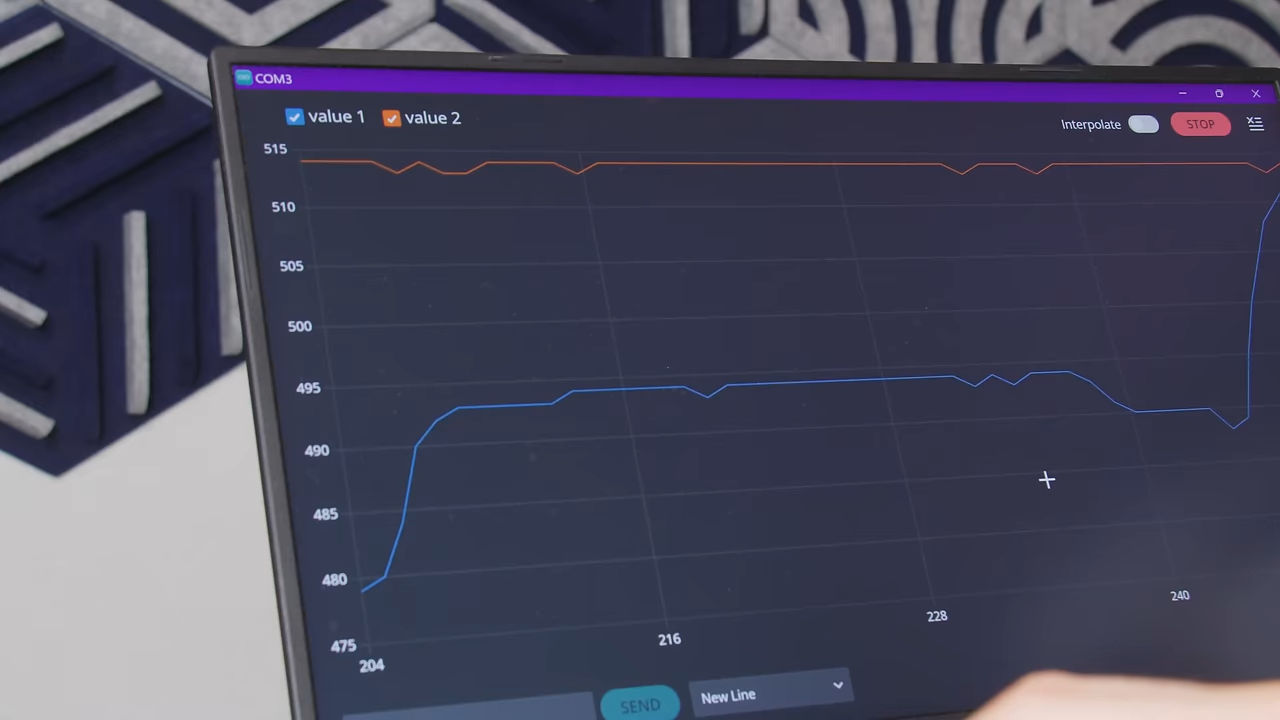 COM3
value 1 value 2
Interpolate STOP
515
510
505
500
495
490
485
480
475
204 216 228 240
SEND New Line